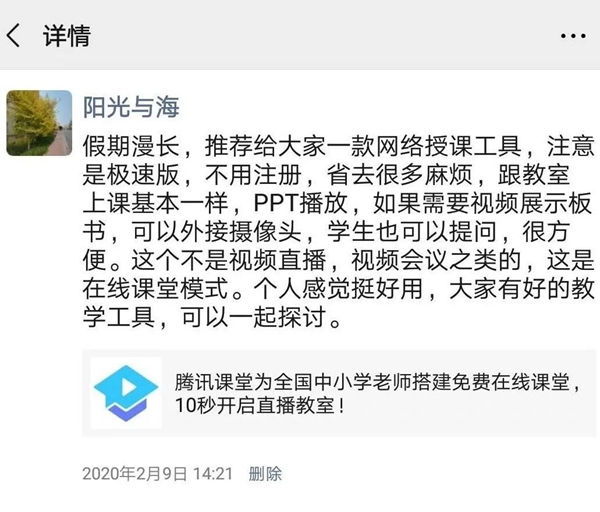 详情
阳光与海
假期漫长，推荐给大家一款网络授课工具，注意
是极速版，不用注册，省去很多麻烦，跟教室
上课基本一样，PPT播放，如果需要视频展示板
书，可以外接摄像头，学生也可以提问，很方
便。这个不是视频直播，视频会议之类的，这是
在线课堂模式。个人感觉挺好用，大家有好的教
学工具，可以一起探讨。
腾讯课堂为全国中小学老师搭建免费在线课堂，
10秒开启直播教室！
2020年2月9日 14:21 删除